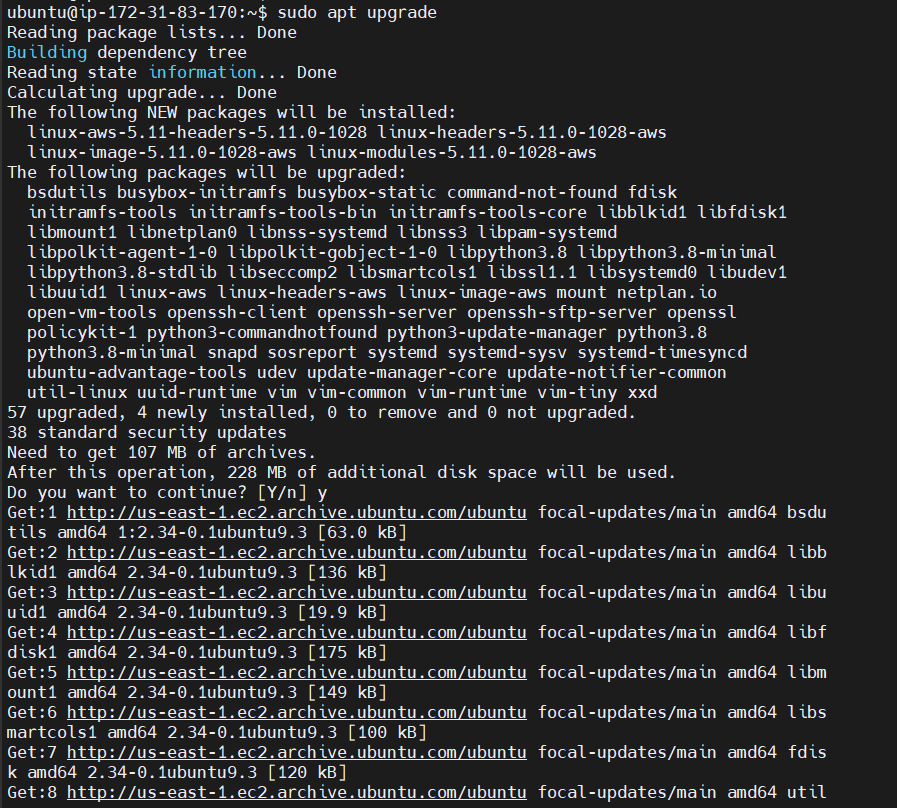 ubuntu@ip-172-31-83-170:~$ sudo apt upgrade
Reading package lists... Done
Building dependency tree
Reading state information... Done
Calculating upgrade... Done
The following NEW packages will be installed:
  linux-aws-5.11-headers-5.11.0-1028 linux-headers-5.11.0-1028-aws
  linux-image-5.11.0-1028-aws linux-modules-5.11.0-1028-aws
The following packages will be upgraded:
  bsdutils busybox-initramfs busybox-static command-not-found fdisk
  initramfs-tools initramfs-tools-bin initramfs-tools-core libblkid1 libfdisk1
  libmount1 libnetplan0 libnss-systemd libnss3 libpam-systemd
  libpolkit-agent-1-0 libpolkit-gobject-1-0 libpython3.8 libpython3.8-minimal
  libpython3.8-stdlib libseccomp2 libsmartcols1 libssl1.1 libsystemd0 libudev1
  libuuid1 linux-aws linux-headers-aws linux-image-aws mount netplan.io
  open-vm-tools openssh-client openssh-server openssh-sftp-server openssl
  policykit-1 python3-commandnotfound python3-update-manager python3.8
  python3.8-minimal snapd sosreport systemd systemd-sysv systemd-timesyncd
  ubuntu-advantage-tools udev update-manager-core update-notifier-common
  util-linux uuid-runtime vim vim-common vim-runtime vim-tiny xxd
57 upgraded, 4 newly installed, 0 to remove and 0 not upgraded.
38 standard security updates
Need to get 107 MB of archives.
After this operation, 228 MB of additional disk space will be used.
Do you want to continue? [Y/n] y
Get:1 http://us-east-1.ec2.archive.ubuntu.com/ubuntu focal-updates/main amd64 bsdu
tils amd64 1:2.34-0.1ubuntu9.3 [63.0 kB]
Get:2 http://us-east-1.ec2.archive.ubuntu.com/ubuntu focal-updates/main amd64 libb
lkid1 amd64 2.34-0.1ubuntu9.3 [136 kB]
Get:3 http://us-east-1.ec2.archive.ubuntu.com/ubuntu focal-updates/main amd64 libu
uid1 amd64 2.34-0.1ubuntu9.3 [19.9 kB]
Get:4 http://us-east-1.ec2.archive.ubuntu.com/ubuntu focal-updates/main amd64 libf
disk1 amd64 2.34-0.1ubuntu9.3 [175 kB]
Get:5 http://us-east-1.ec2.archive.ubuntu.com/ubuntu focal-updates/main amd64 libm
ount1 amd64 2.34-0.1ubuntu9.3 [149 kB]
Get:6 http://us-east-1.ec2.archive.ubuntu.com/ubuntu focal-updates/main amd64 libs
martcols1 amd64 2.34-0.1ubuntu9.3 [100 kB]
Get:7 http://us-east-1.ec2.archive.ubuntu.com/ubuntu focal-updates/main amd64 fdis
k amd64 2.34-0.1ubuntu9.3 [120 kB]
Get:8 http://us-east-1.ec2.archive.ubuntu.com/ubuntu focal-updates/main amd64 util